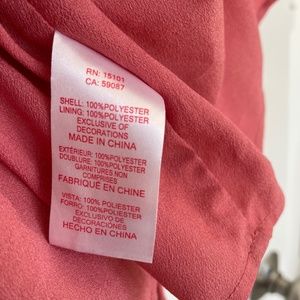 RN: 15101
CA: 59087
SHELL: 100%POLYESTER
LINING: 100%POLYESTER
EXCLUSIVE OF
DECORATIONS
MADE IN CHINA
EXTÉRIEUR: 100%POLYESTER
DOUBLURE: 100%POLYESTER
GARNITURES NON
COMPRISES
FABRIQUÉ EN CHINE
VISTA: 100% POLIESTER
FORRO: 100%POLIESTER
EXCLUSIVO DE
DECORACIÓNES
HECHO EN CHINA